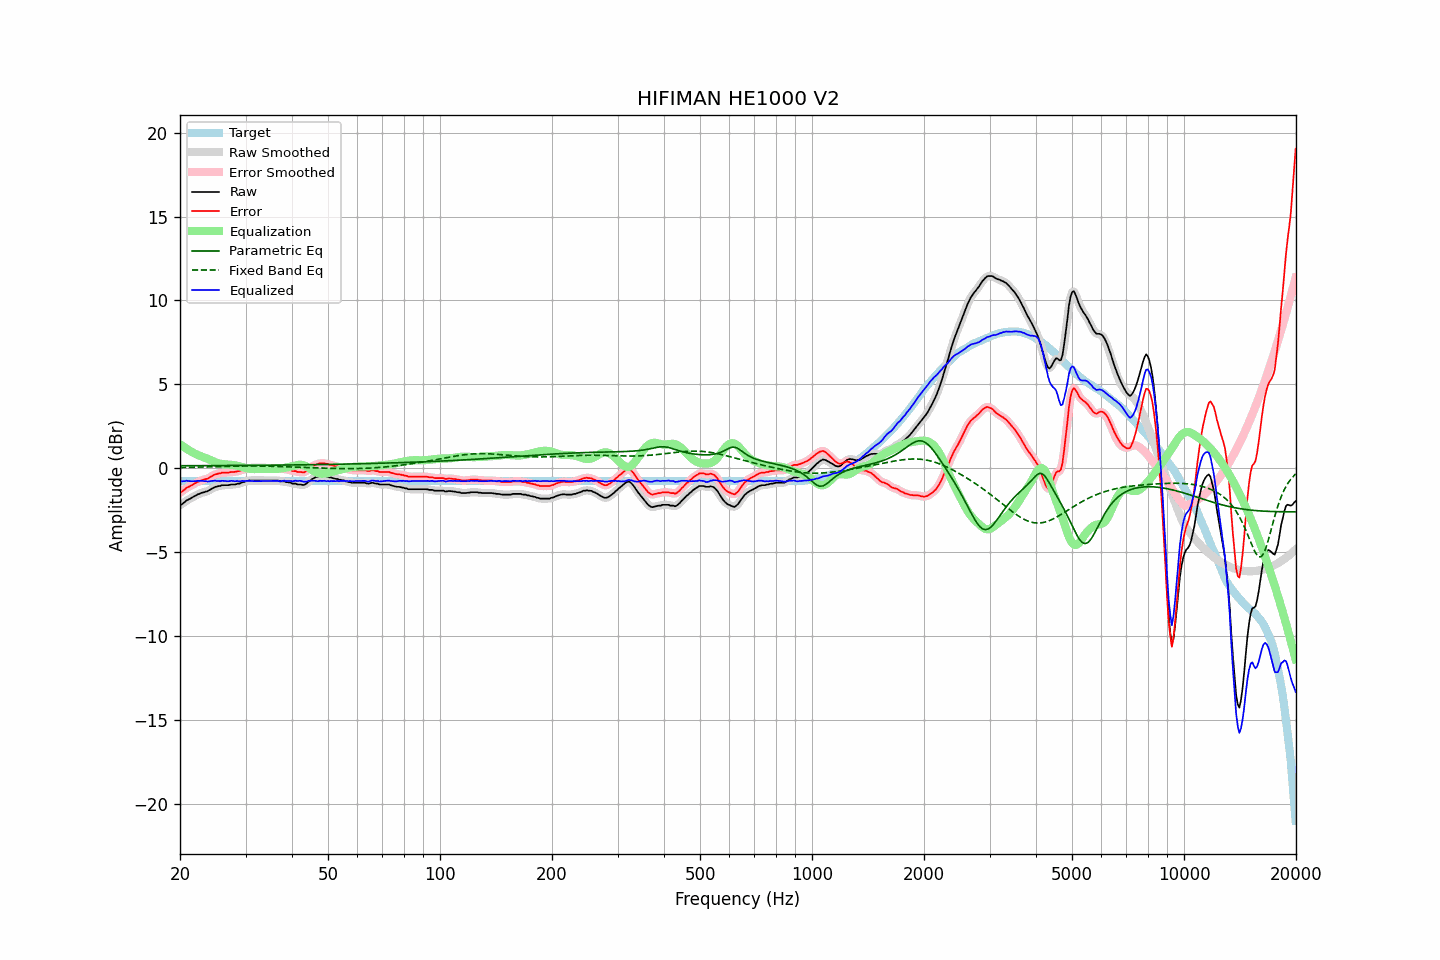 HIFIMAN HE1000 V2
Target
Raw Smoothed
Error Smoothed
Raw
Error
Equalization
Parametric Eq
Fixed Band Eq
Equalized
20
15
10
5
0
−5
−10
−15
−20
Amplitude (dBr)
20
50
100
200
500
1000
2000
5000
10000
20000
Frequency (Hz)